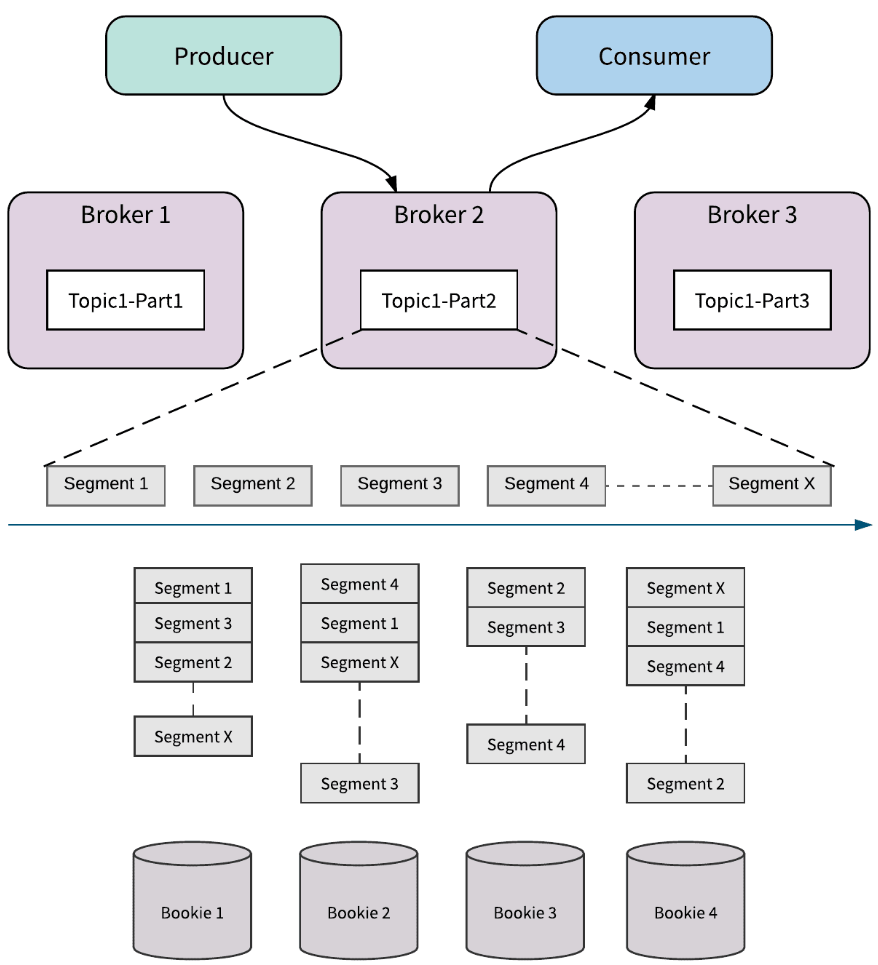 Producer
Consumer
Broker 1
Broker 2
Broker 3
Topic1-Part1
Topic1-Part2
Topic1-Part3
Segment 1
Segment 2
Segment 3
Segment 4
Segment X
Segment 1
Segment 3
Segment 2
Segment X
Segment 4
Segment 1
Segment X
Segment 3
Segment 2
Segment 3
Segment 4
Segment X
Segment 1
Segment 4
Segment 2
Bookie 1
Bookie 2
Bookie 3
Bookie 4